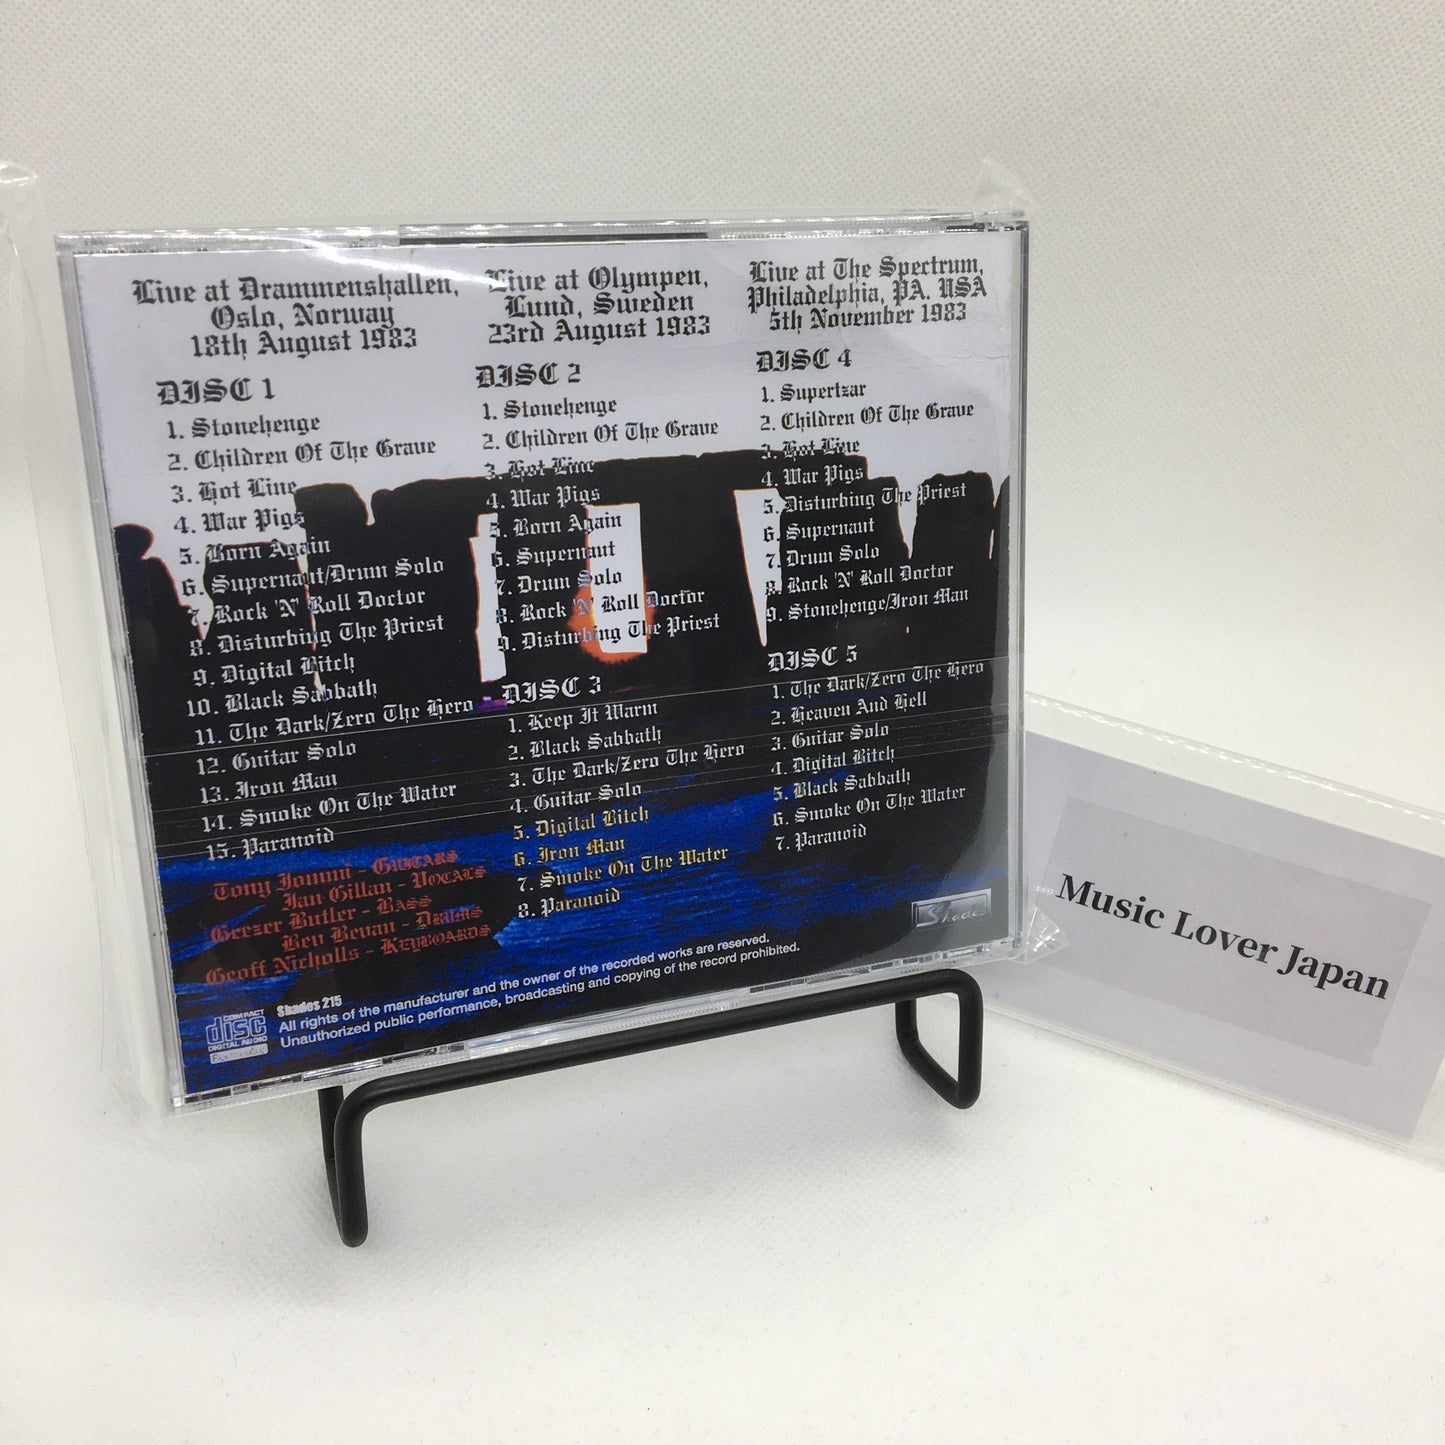 Live at Drammenshallen,
Oslo, Norway
18th August 1983
DISC 1
1. Stonehenge
2. Children Of The Grave
3. Hot Line
4. War Pigs
5. Born Again
6. Supernaut/Drum Solo
7. Rock 'N' Roll Doctor
8. Disturbing The Priest
9. Digital Bitch
10. Black Sabbath
11. The Dark/Zero The Hero
12. Guitar Solo
13. Iron Man
14. Smoke On The Water
15. Paranoid
Tony Iommi - Guitars
Ian Gillan - Vocals
Geezer Butler - Bass
Bev Bevan - Drums
Geoff Nicholls - Keyboards
Live at Olympen,
Lund, Sweden
23rd August 1983
DISC 2
1. Stonehenge
2. Children Of The Grave
3. Hot Line
4. War Pigs
5. Born Again
6. Supernaut
7. Drum Solo
8. Rock 'N' Roll Doctor
9. Disturbing The Priest
DISC 3
1. Keep It Warm
2. Black Sabbath
3. The Dark/Zero The Hero
4. Guitar Solo
5. Digital Bitch
6. Iron Man
7. Smoke On The Water
8. Paranoid
Live at The Spectrum,
Philadelphia, PA. USA
5th November 1983
DISC 4
1. Supertzar
2. Children Of The Grave
3. Hot Line
4. War Pigs
5. Disturbing The Priest
6. Supernaut
7. Drum Solo
8. Rock 'N' Roll Doctor
9. Stonehenge/Iron Man
DISC 5
1. The Dark/Zero The Hero
2. Heaven And Hell
3. Guitar Solo
4. Digital Bitch
5. Black Sabbath
6. Smoke On The Water
7. Paranoid
Shades
COMPACT
disc
DIGITAL AUDIO
Shades 215
All rights of the manufacturer and the owner of the recorded works are reserved.
Unauthorized public performance, broadcasting and copying of the record prohibited.
Music Lover Japan